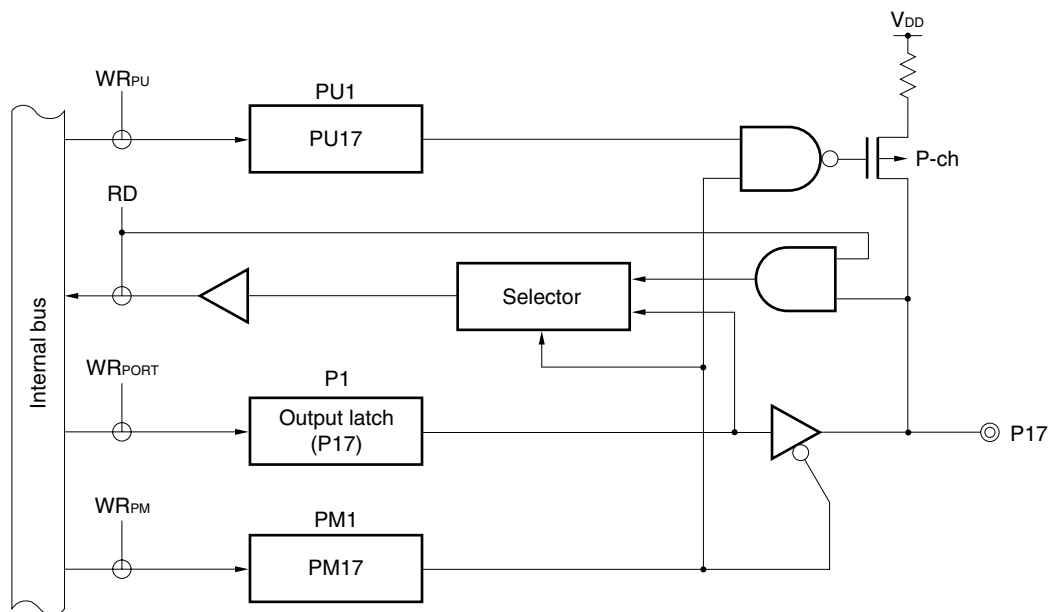 VDD
WRPU
PU1
PU17
P-ch
RD
Selector
Internal bus
WRPORT
P1
Output latch
(P17)
P17
WRPM
PM1
PM17